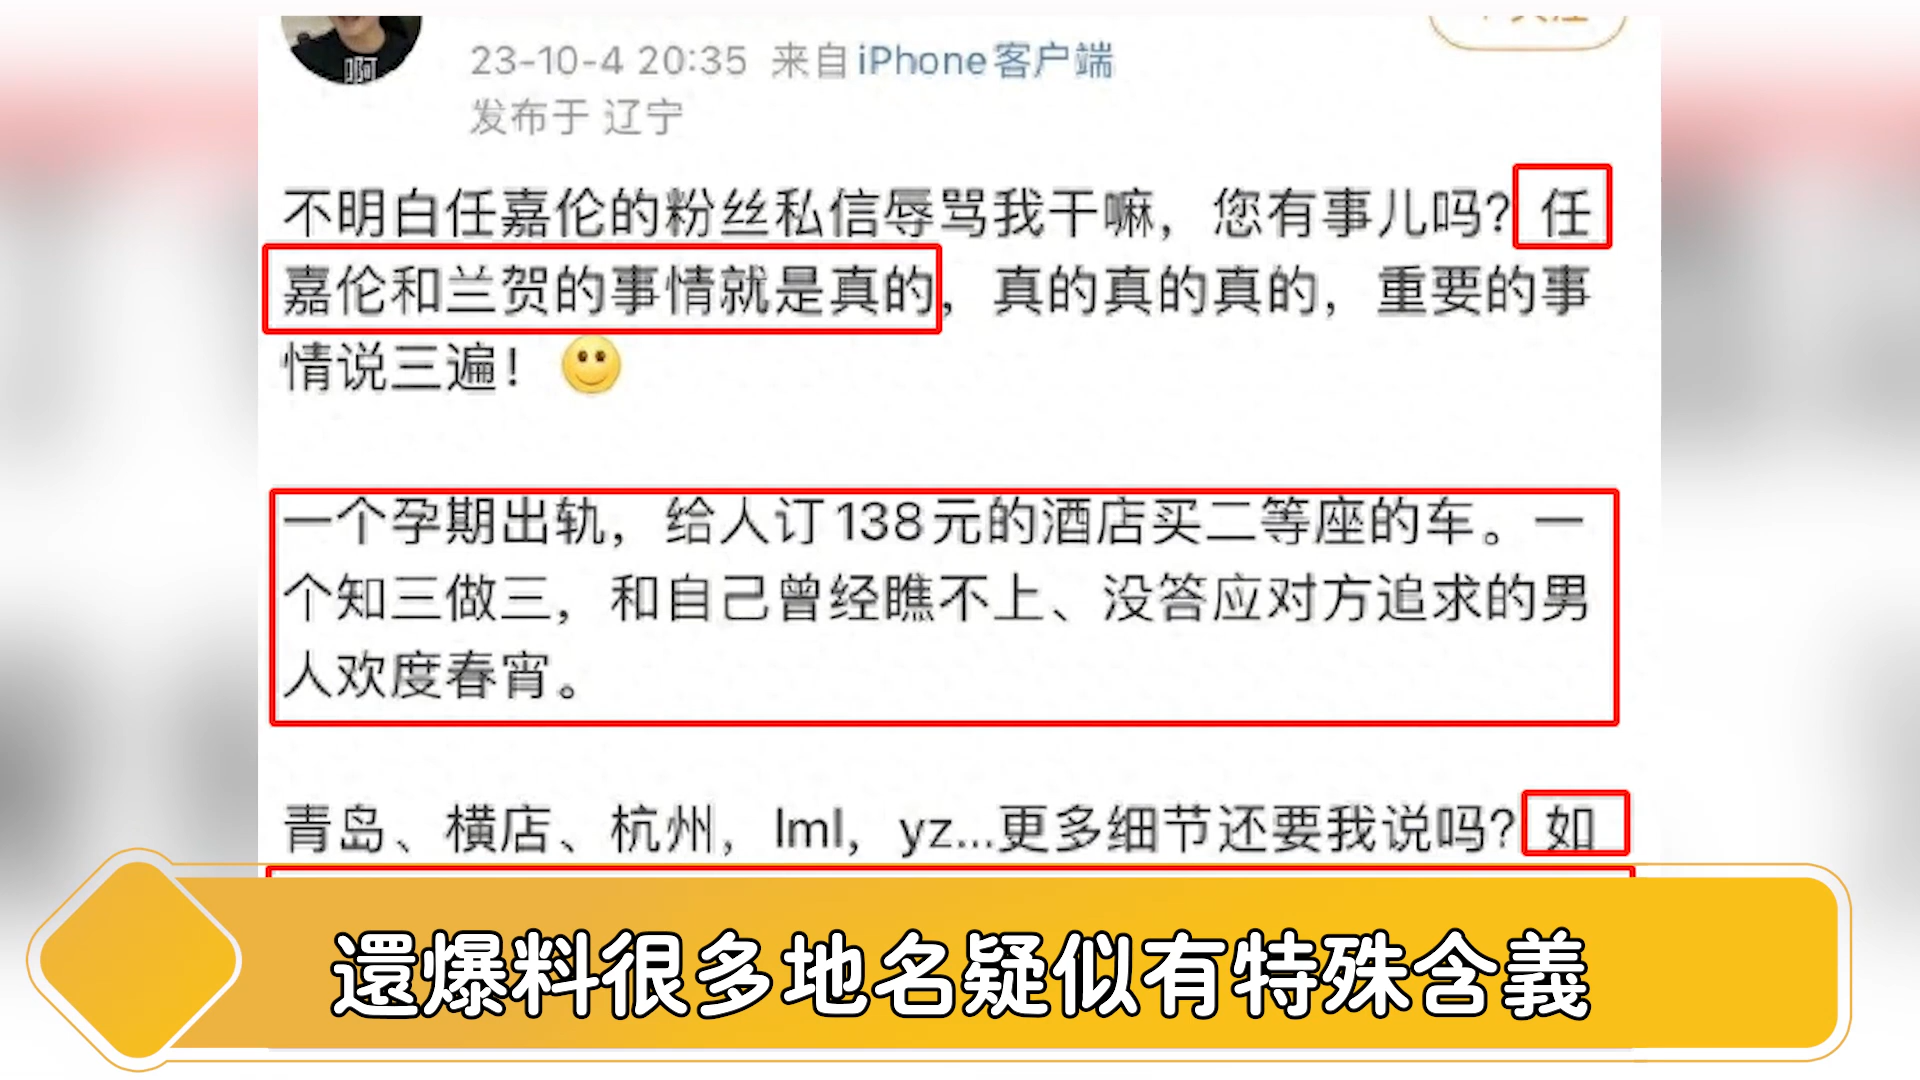 啊
23-10-4 20:35 来自 iPhone客户端
发布于 辽宁
不明白任嘉伦的粉丝私信辱骂我干嘛，您有事儿吗？任
嘉伦和兰贺的事情就是真的，真的真的真的，重要的事
情说三遍！
一个孕期出轨，给人订138元的酒店买二等座的车。一
个知三做三，和自己曾经瞧不上、没答应对方追求的男
人欢度春宵。
青岛、横店、杭州，lml，yz...更多细节还要我说吗？如
還爆料很多地名疑似有特殊含義